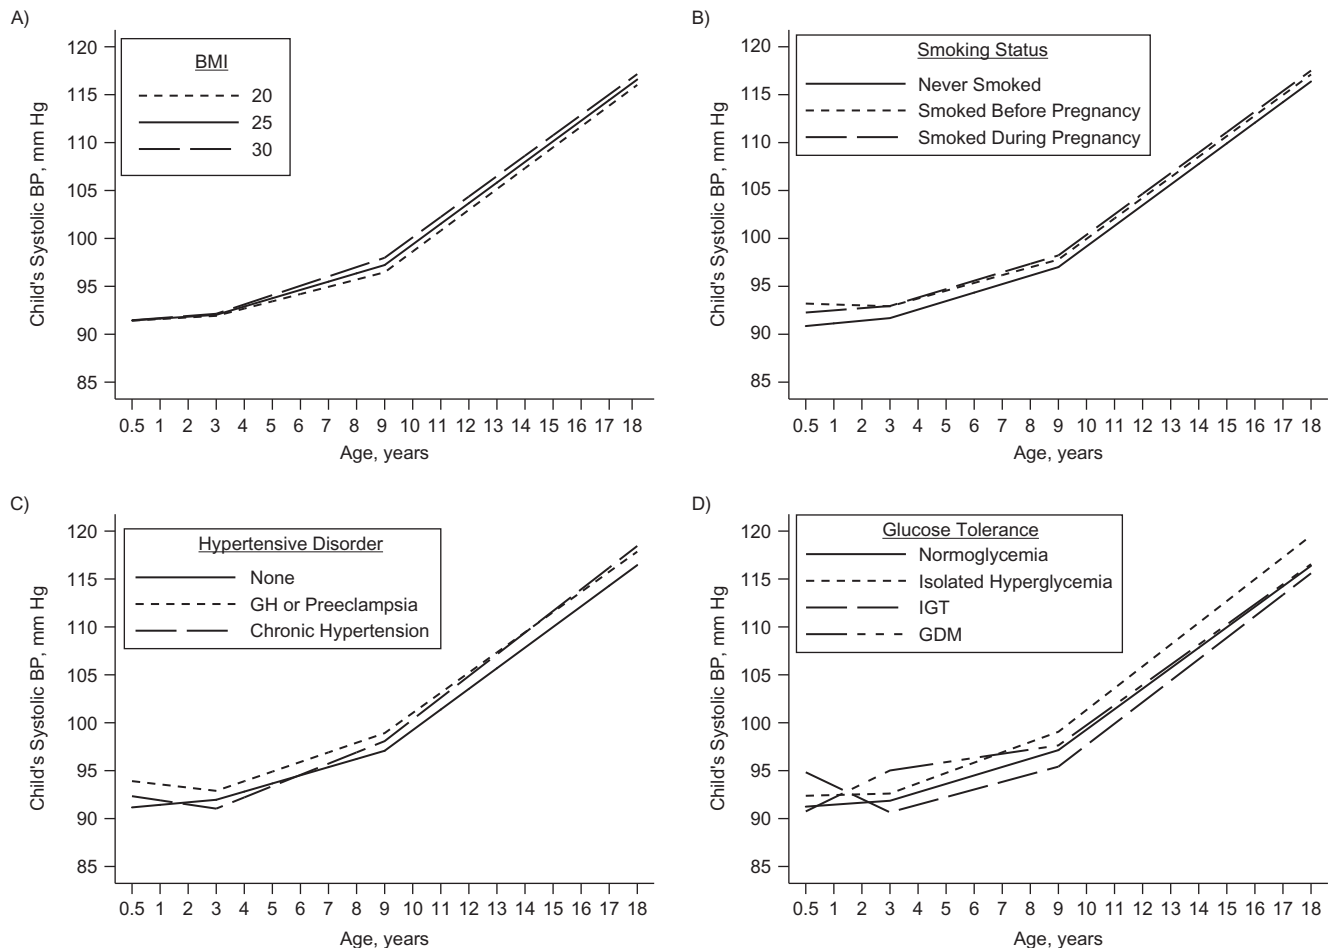 A)
BMI
20
25
30
Child's Systolic BP, mm Hg
120
115
110
105
100
95
90
85
0.5 1 2 3 4 5 6 7 8 9 10 11 12 13 14 15 16 17 18
Age, years
B)
Smoking Status
Never Smoked
Smoked Before Pregnancy
Smoked During Pregnancy
Child's Systolic BP, mm Hg
120
115
110
105
100
95
90
85
0.5 1 2 3 4 5 6 7 8 9 10 11 12 13 14 15 16 17 18
Age, years
C)
Hypertensive Disorder
None
GH or Preeclampsia
Chronic Hypertension
Child's Systolic BP, mm Hg
120
115
110
105
100
95
90
85
0.5 1 2 3 4 5 6 7 8 9 10 11 12 13 14 15 16 17 18
Age, years
D)
Glucose Tolerance
Normoglycemia
Isolated Hyperglycemia
IGT
GDM
Child's Systolic BP, mm Hg
120
115
110
105
100
95
90
85
0.5 1 2 3 4 5 6 7 8 9 10 11 12 13 14 15 16 17 18
Age, years